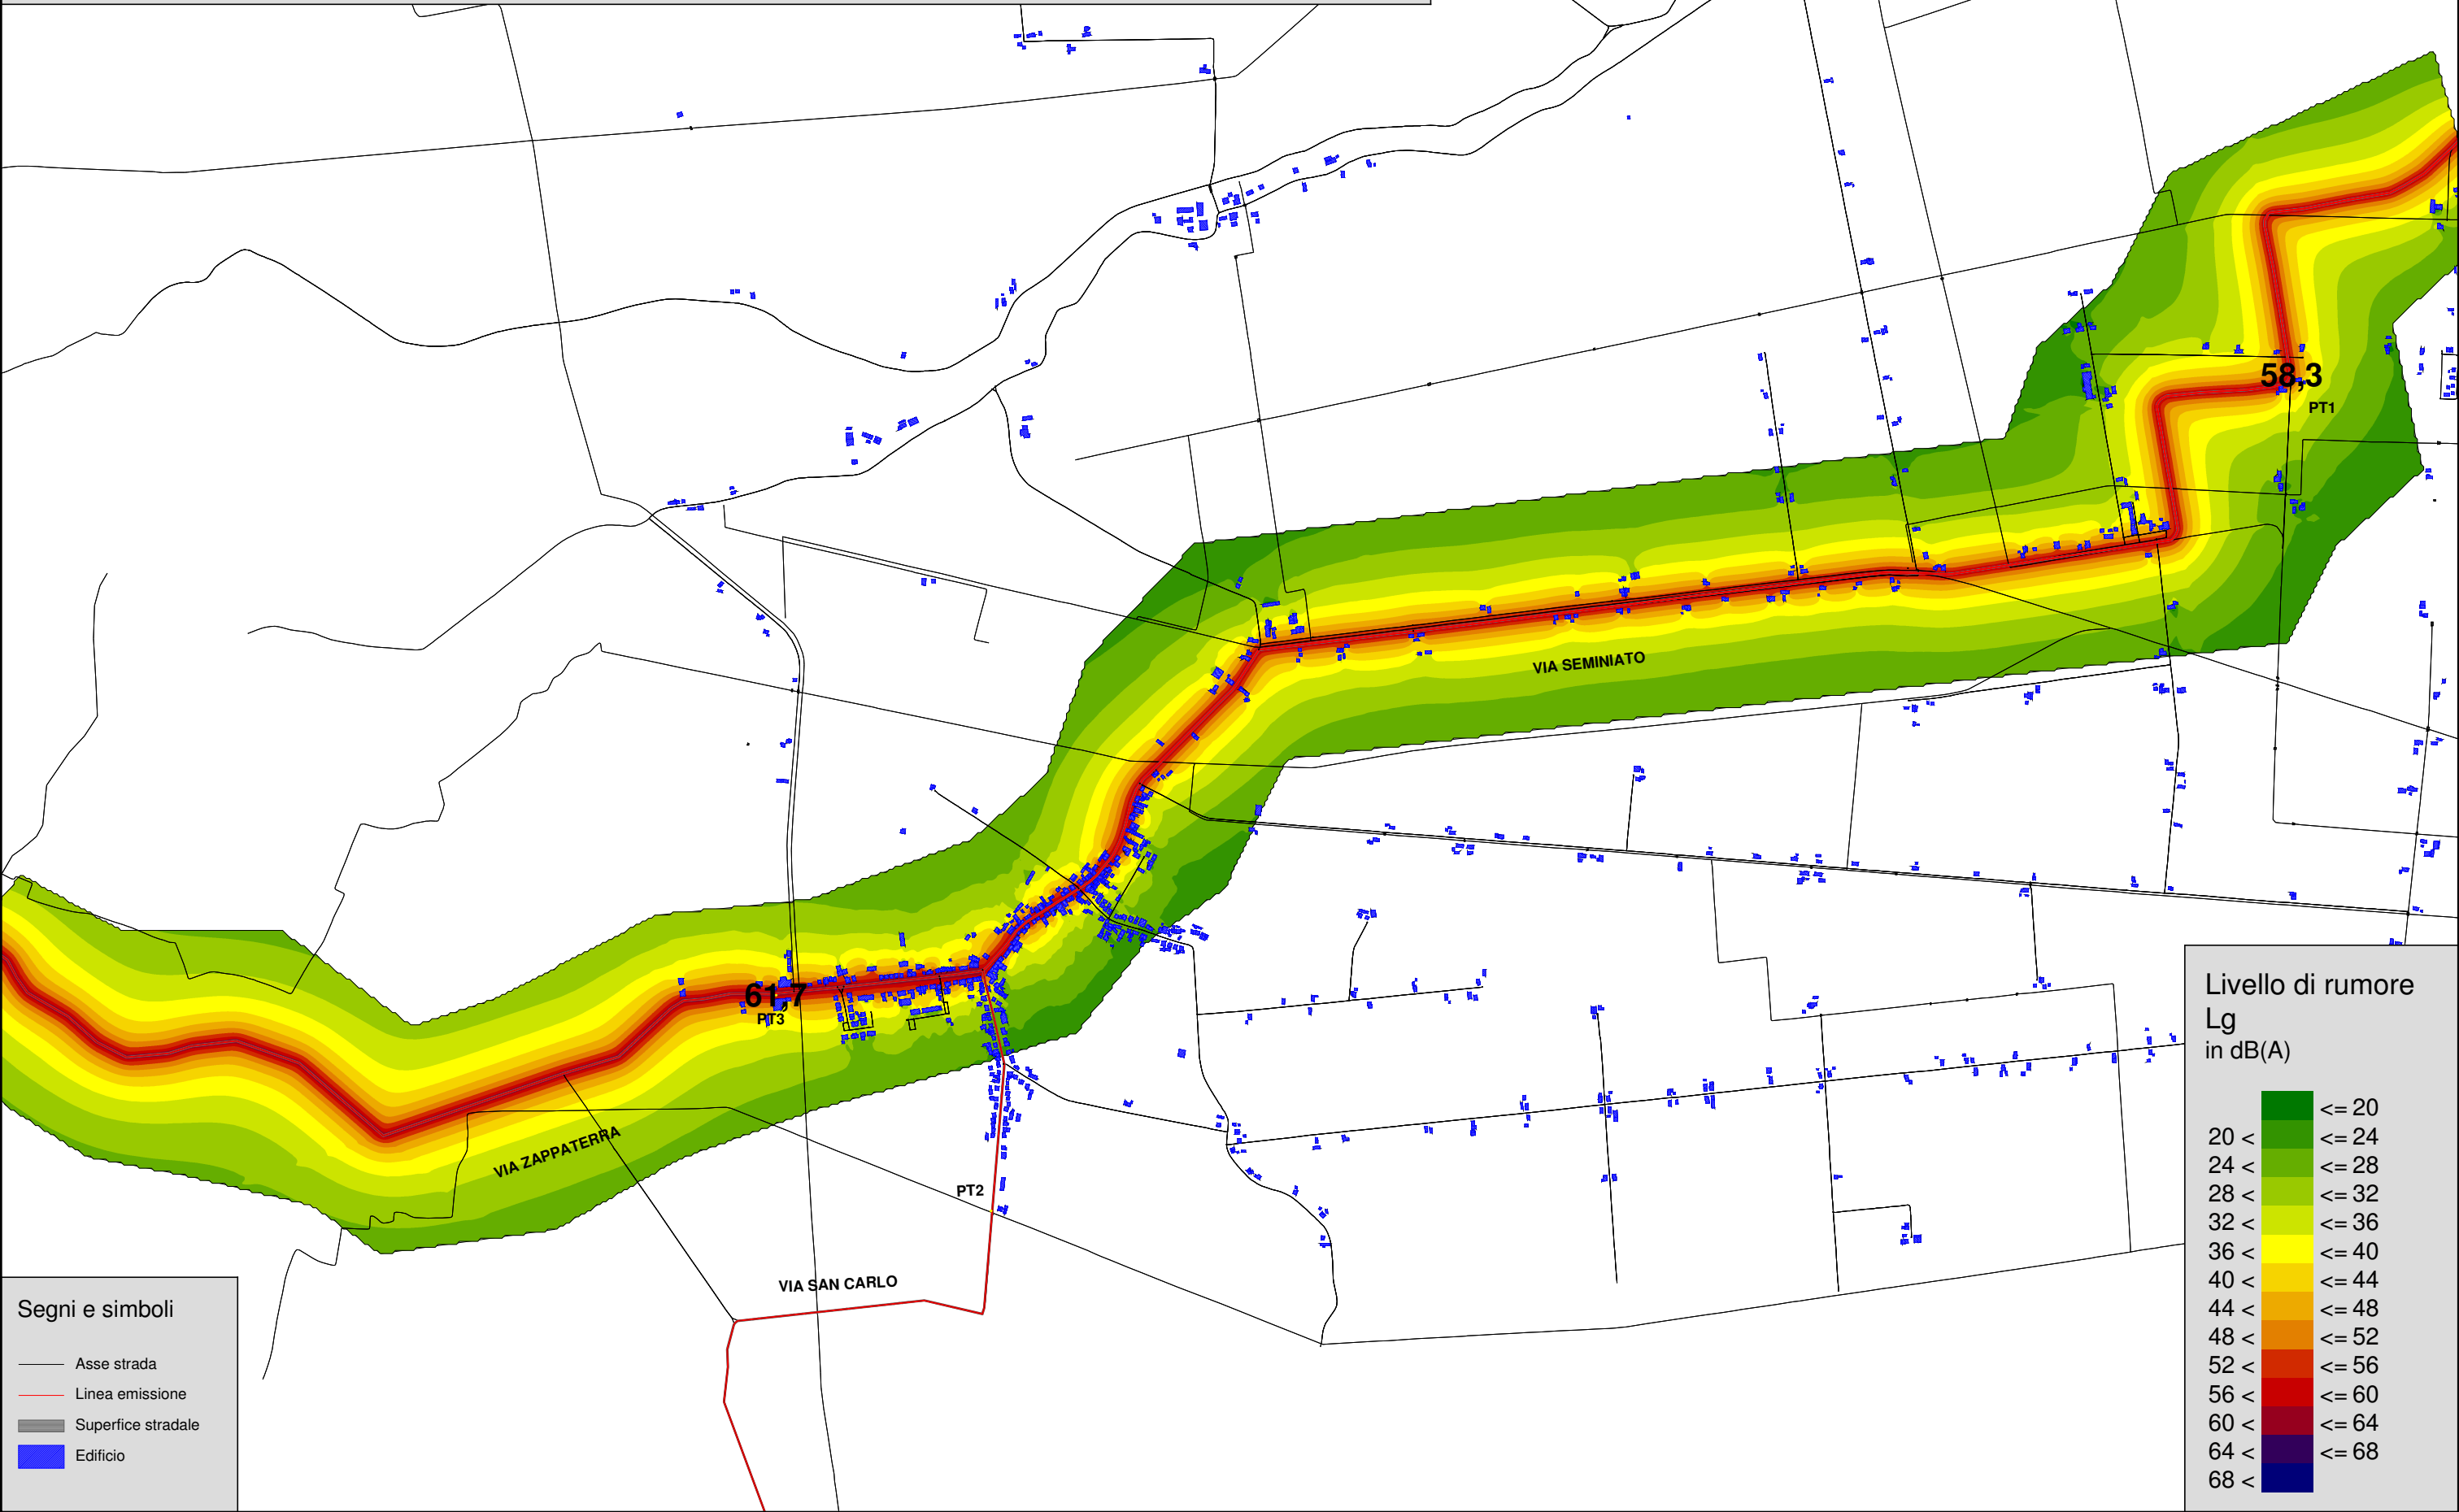 58,3
PT1
VIA SEMINIATO
61,7
PT3
VIA ZAPPATERRA
PT2
VIA SAN CARLO
Segni e simboli
Asse strada
Linea emissione
Superfice stradale
Edificio
Livello di rumore
Lg
in dB(A)
<= 20
20 < <= 24
24 < <= 28
28 < <= 32
32 < <= 36
36 < <= 40
40 < <= 44
44 < <= 48
48 < <= 52
52 < <= 56
56 < <= 60
60 < <= 64
64 < <= 68
68 <